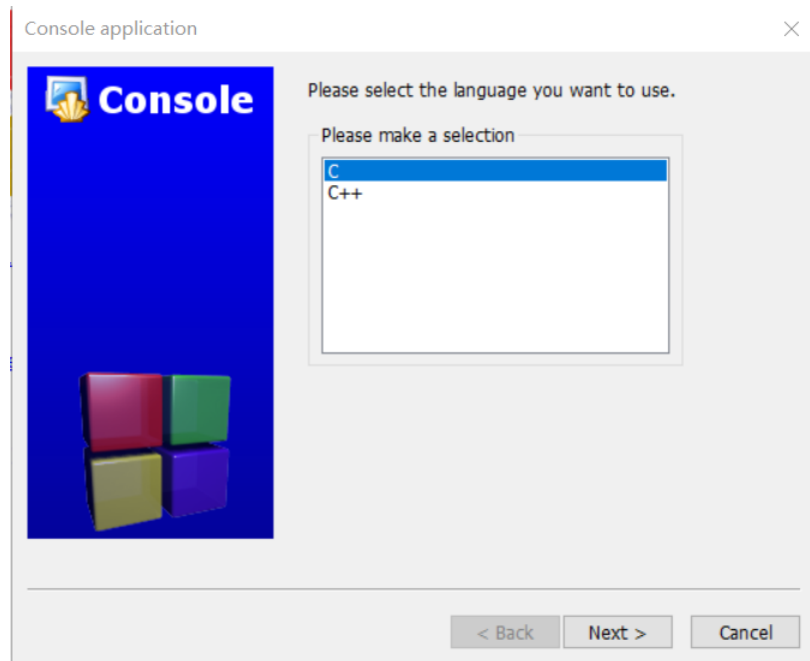 Console application
Console
Please select the language you want to use.
Please make a selection
C
C++
< Back
Next >
Cancel